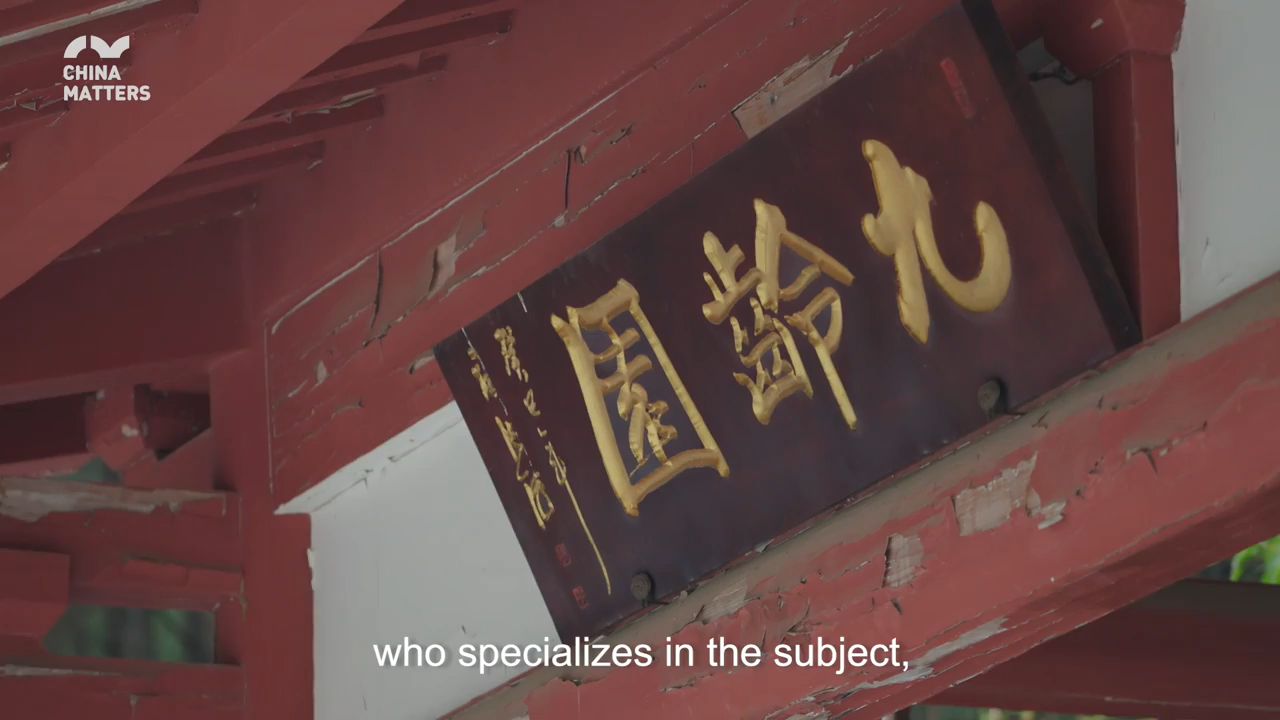 CHINA
MATTERS
九齡園
who specializes in the subject,